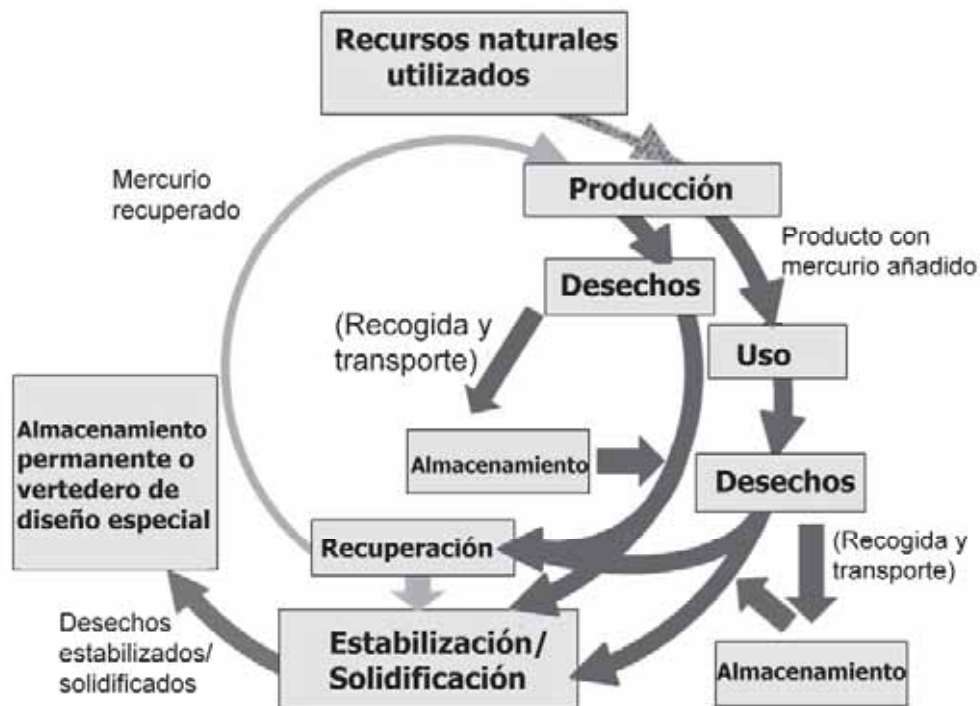 Recursos naturales
utilizados
Mercurio
recuperado
Producción
Producto con
mercurio añadido
Desechos
(Recogida y
transporte)
Uso
Almacenamiento
permanente o
vertedero de
diseño especial
Almacenamiento
Desechos
Recuperación
(Recogida y
transporte)
Desechos
estabilizados/
solidificados
Estabilización/
Solidificación
Almacenamiento